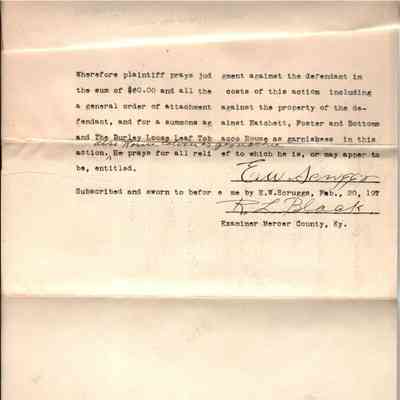 Wherefore plaintiff prays jud gment against the defendant in
the sum of $60.00 and all the costs of this action including
a general order of attachment against the property of the de-
fendant, and for a summons ag ainst Hatchett, Foster and Bottoms
and The Burley Loose Leaf Tob acco House as garnishees in this
action. He prays for all reli ef to which he is, or may appear to
be, entitled.
E.W. Scruggs
Subscribed and sworn to befor e me by E.W.Scruggs, Feb., 20, 19
R L Black
Examiner Mercer County, Ky.